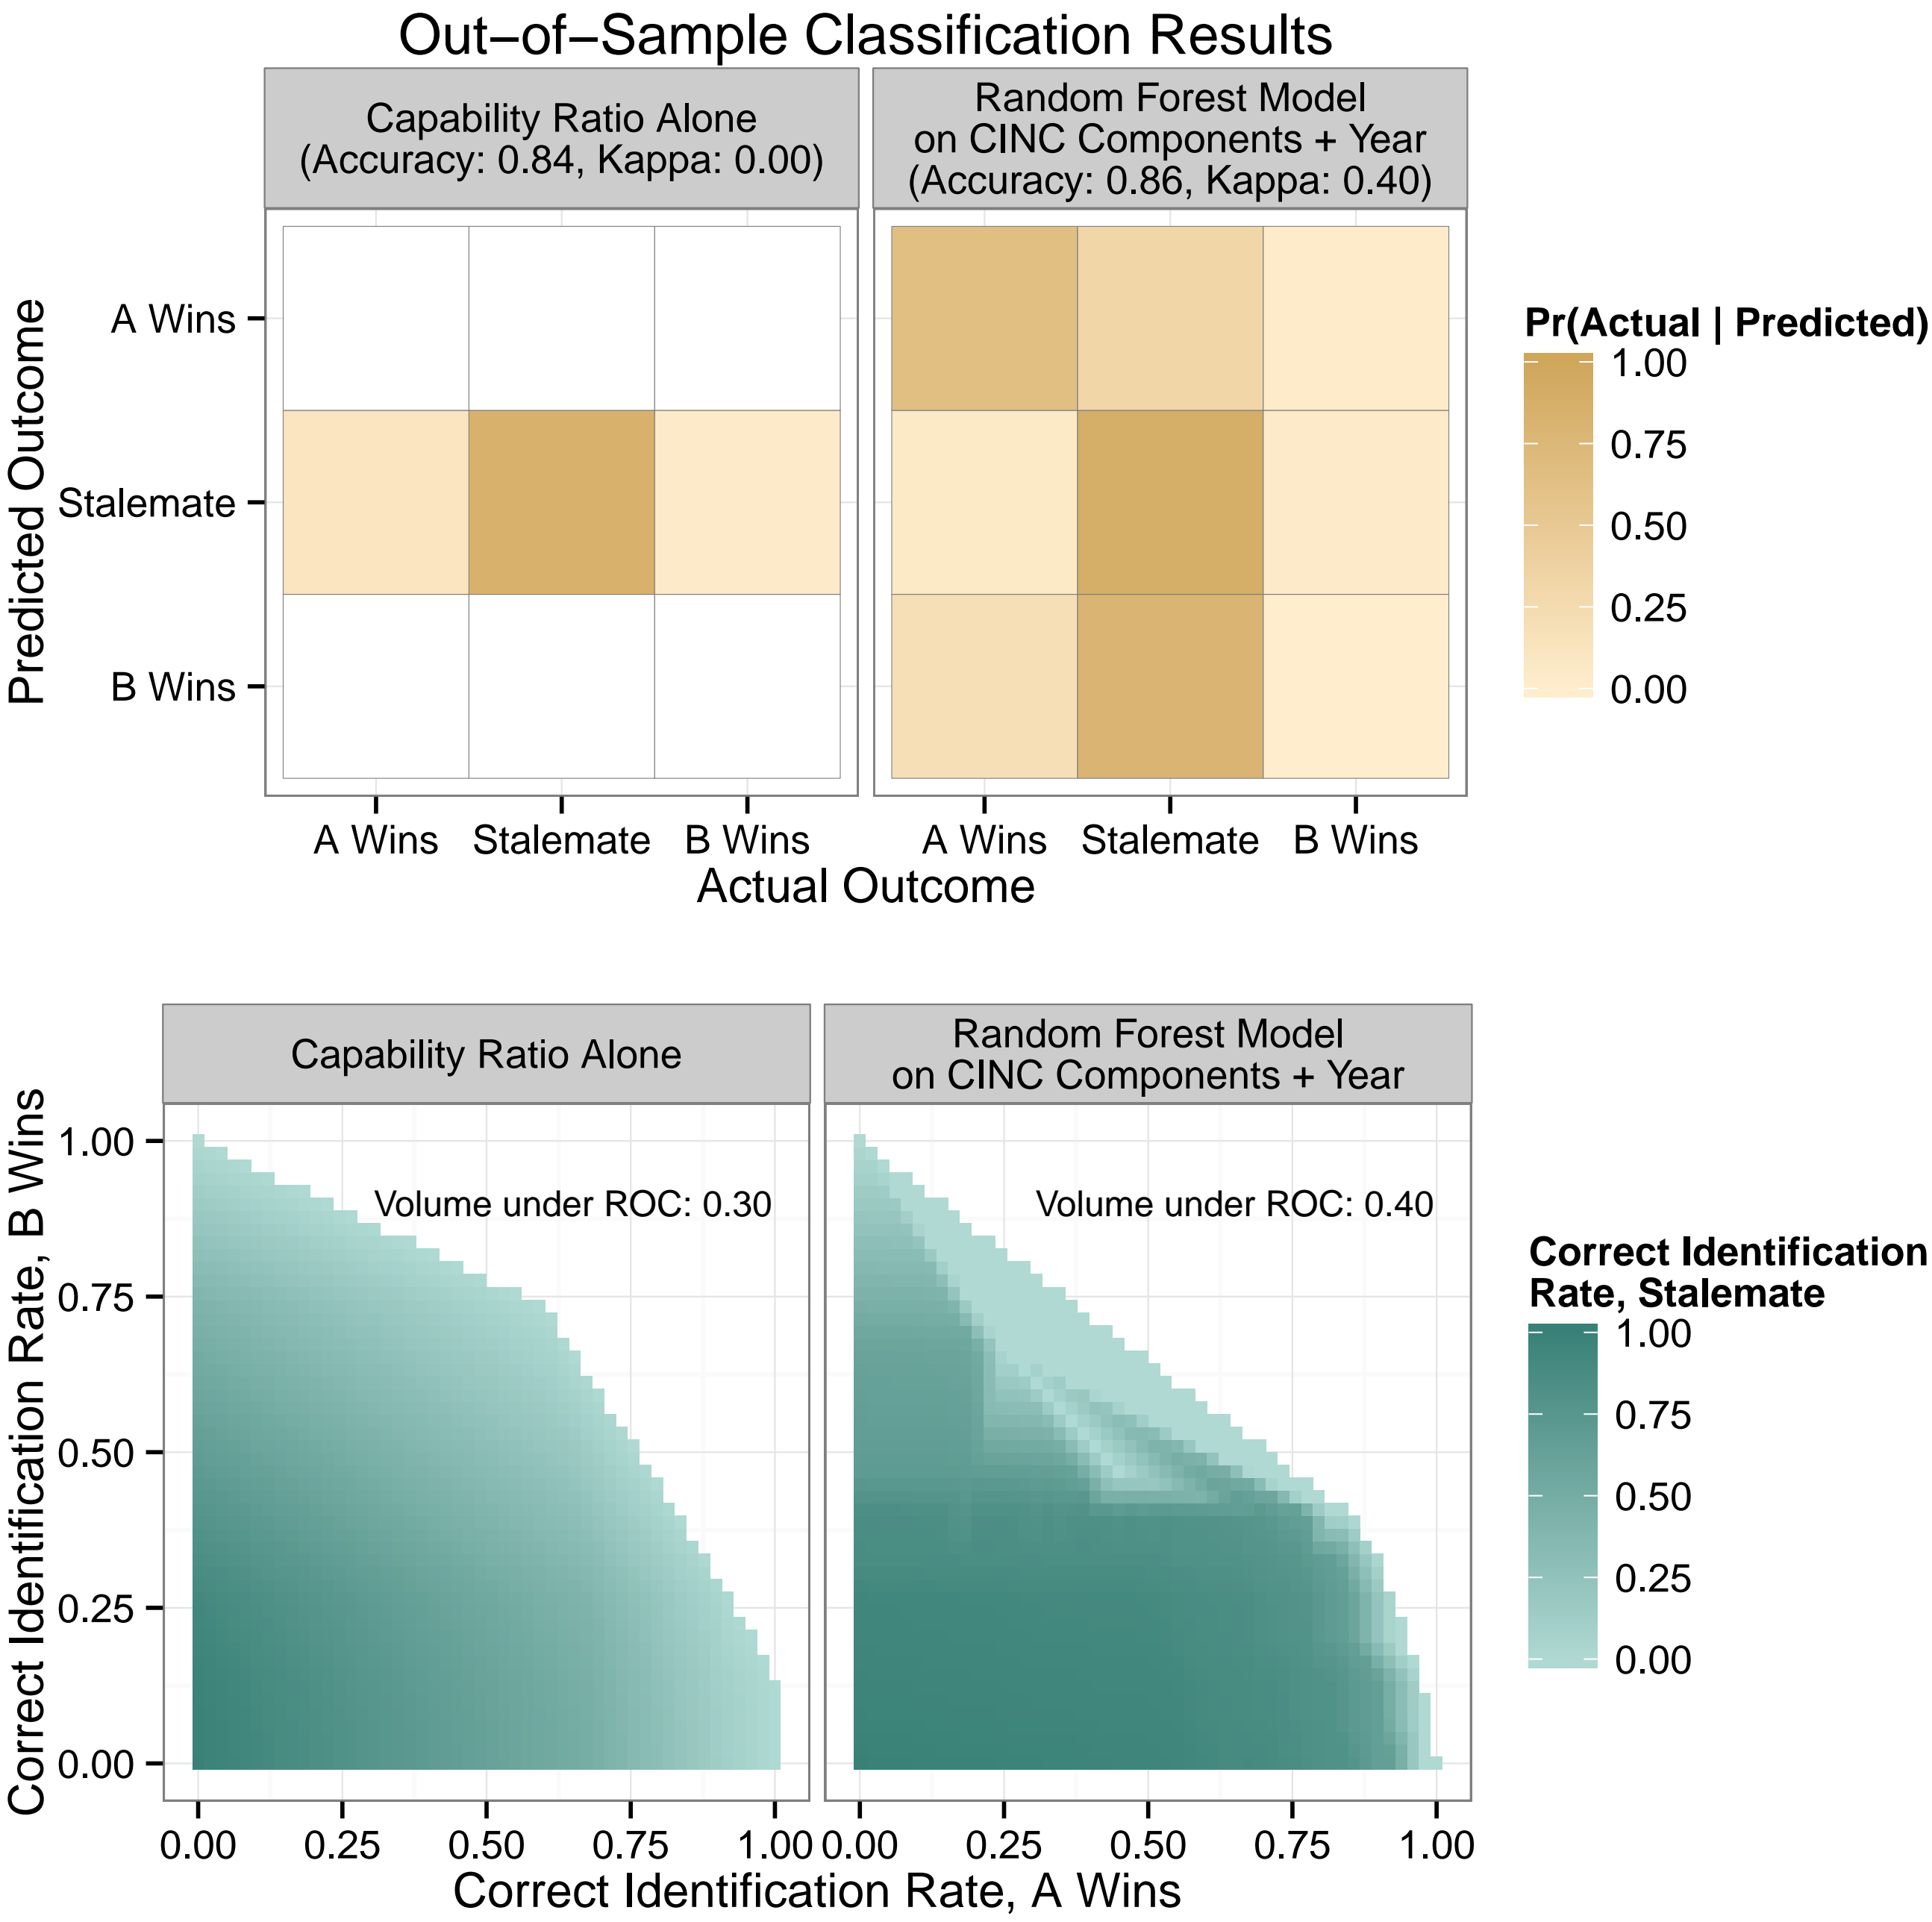 Out−of−Sample Classification Results
Capability Ratio Alone
(Accuracy: 0.84, Kappa: 0.00)
Random Forest Model
on CINC Components + Year
(Accuracy: 0.86, Kappa: 0.40)
Predicted Outcome
A Wins
Stalemate
B Wins
A Wins
Stalemate
B Wins
A Wins
Stalemate
B Wins
Actual Outcome
Pr(Actual | Predicted)
1.00
0.75
0.50
0.25
0.00
Capability Ratio Alone
Random Forest Model
on CINC Components + Year
Correct Identification Rate, B Wins
1.00
0.75
0.50
0.25
0.00
Volume under ROC: 0.30
Volume under ROC: 0.40
0.00
0.25
0.50
0.75
1.00
0.00
0.25
0.50
0.75
1.00
Correct Identification Rate, A Wins
Correct Identification
Rate, Stalemate
1.00
0.75
0.50
0.25
0.00